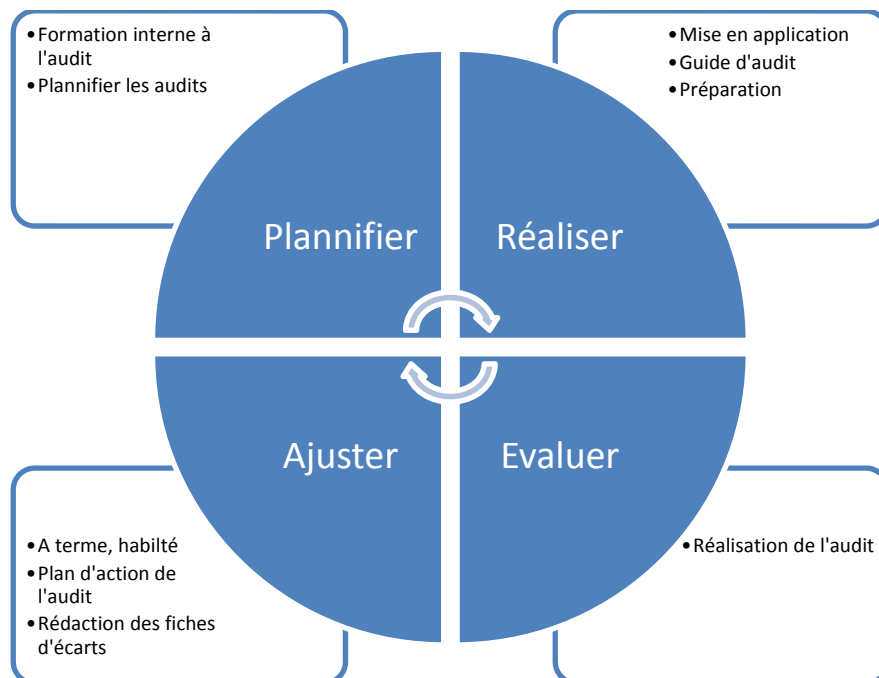 •Formation interne à
l'audit
•Plannifier les audits
•Mise en application
•Guide d'audit
•Préparation
Plannifier
Réaliser
Ajuster
Evaluer
•A terme, habilté
•Plan d'action de
l'audit
•Rédaction des fiches
d'écarts
•Réalisation de l'audit